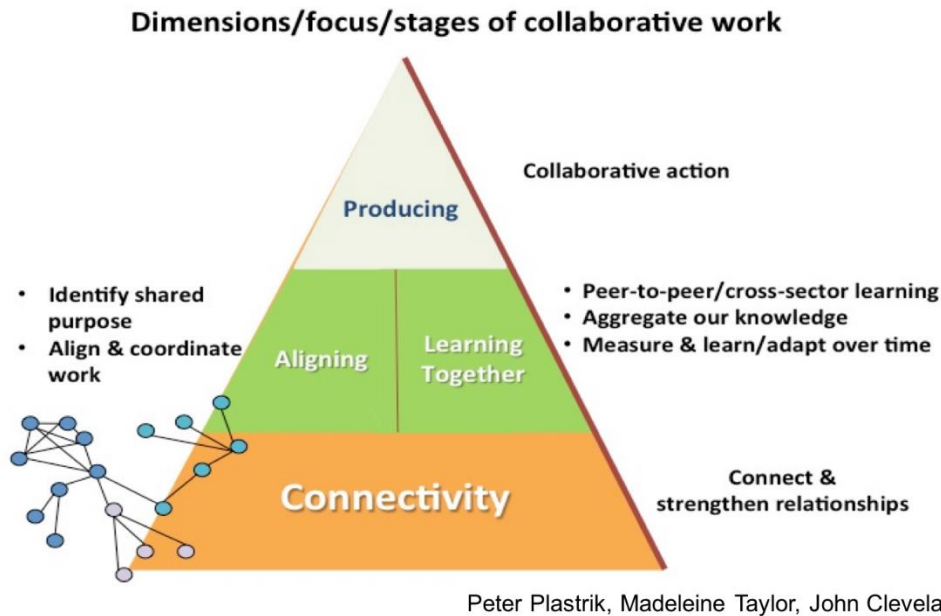 Dimensions/focus/stages of collaborative work
Collaborative action
Producing
• Identify shared
purpose
• Align & coordinate
work
• Peer-to-peer/cross-sector learning
• Aggregate our knowledge
• Measure & learn/adapt over time
Aligning
Learning
Together
Connectivity
Connect &
strengthen relationships
Peter Plastrik, Madeleine Taylor, John Clevela